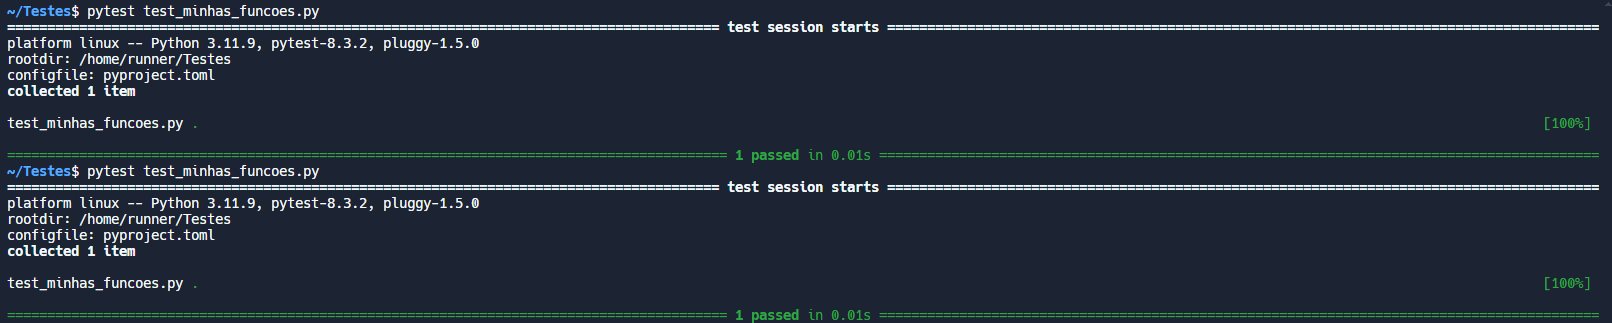 ~/Testes$ pytest test_minhas_funcoes.py
========================================================================================= test session starts =========================================================================================
platform linux -- Python 3.11.9, pytest-8.3.2, pluggy-1.5.0
rootdir: /home/runner/Testes
configfile: pyproject.toml
collected 1 item
test_minhas_funcoes.py . [100%]
========================================================================================== 1 passed in 0.01s ==========================================================================================
~/Testes$ pytest test_minhas_funcoes.py
========================================================================================= test session starts =========================================================================================
platform linux -- Python 3.11.9, pytest-8.3.2, pluggy-1.5.0
rootdir: /home/runner/Testes
configfile: pyproject.toml
collected 1 item
test_minhas_funcoes.py . [100%]
========================================================================================== 1 passed in 0.01s ==========================================================================================